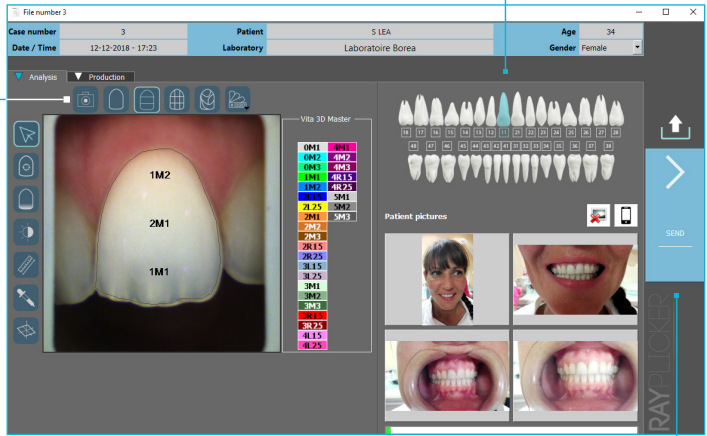 File number 3
Case number 3 Patient S LEA Age 34
Date / Time 12-12-2018 - 17:23 Laboratory Laboratoire Borea Gender Female
Analysis Production
Vita 3D Master
1M2
2M1
1M1
0M1 4M1
0M2 4M2
0M3 4M3
1M1 4R15
1M2 4R25
5M1
2L25 5M2
2M1 5M3
2M2
2M3
2R15
2R25
3L15
3L25
3M1
3M2
3M3
3R15
3R25
4L15
4L25
18 17 16 15 14 13 12 11 21 22 23 24 25 26 27 28
48 47 46 45 44 43 42 41 31 32 33 34 35 36 37 38
Patient pictures
SEND
RAYPLICKER